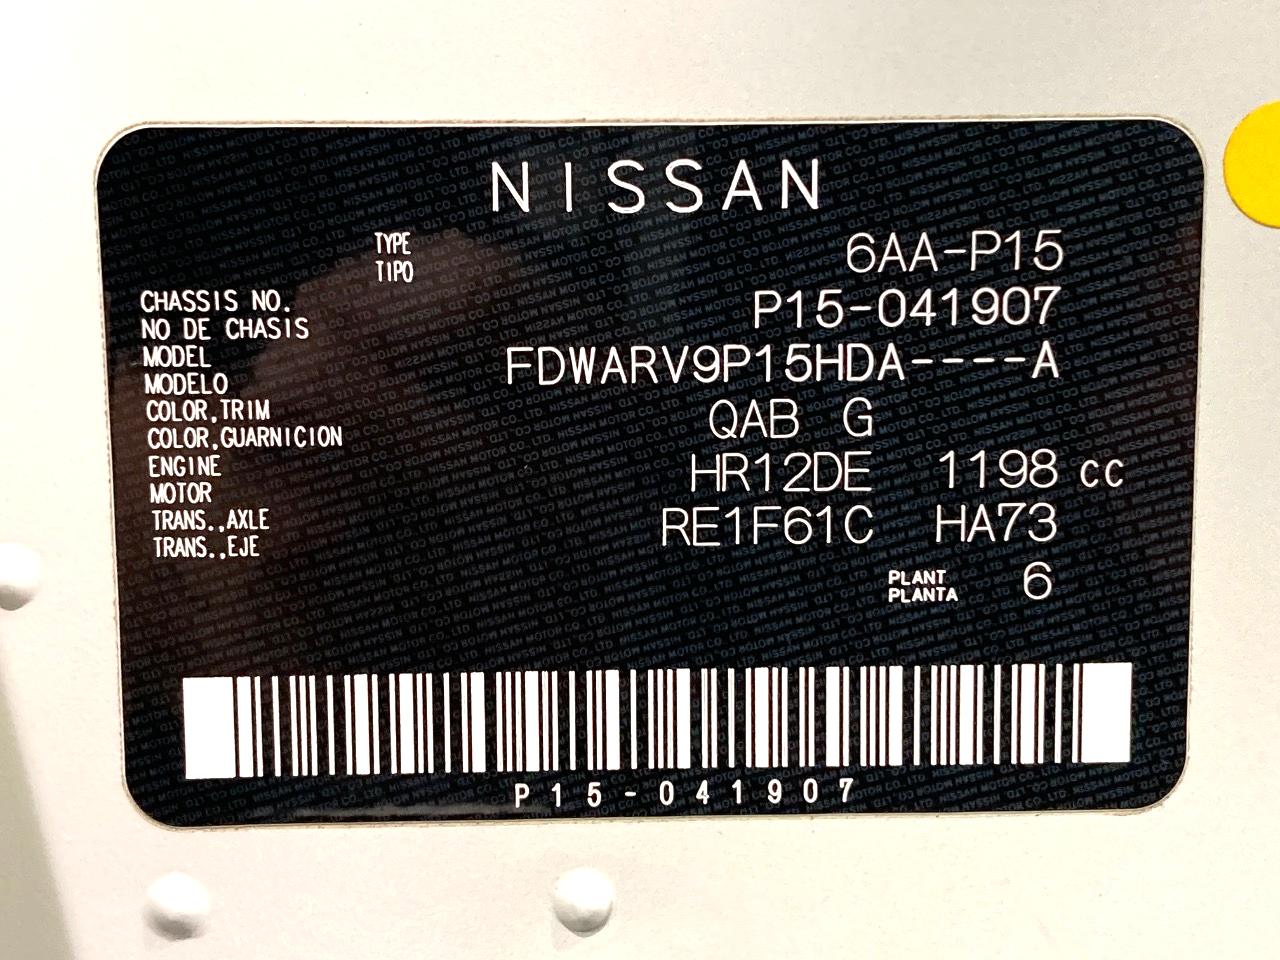 NISSAN
TYPE
TIPO 6AA-P15
CHASSIS NO.
NO DE CHASIS P15-041907
MODEL
MODELO FDWARV9P15HDA----A
COLOR,TRIM
COLOR,GUARNICION QAB G
ENGINE
MOTOR HR12DE 1198 cc
TRANS.,AXLE
TRANS.,EJE RE1F61C HA73
PLANT
PLANTA 6
P15-041907